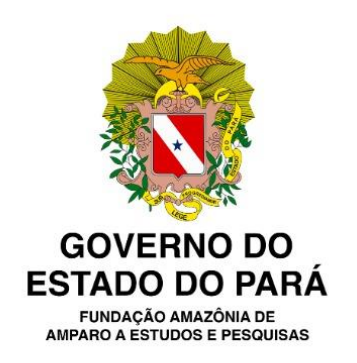 GOVERNO DO
ESTADO DO PARÁ
FUNDAÇÃO AMAZÔNIA DE
AMPARO A ESTUDOS E PESQUISAS